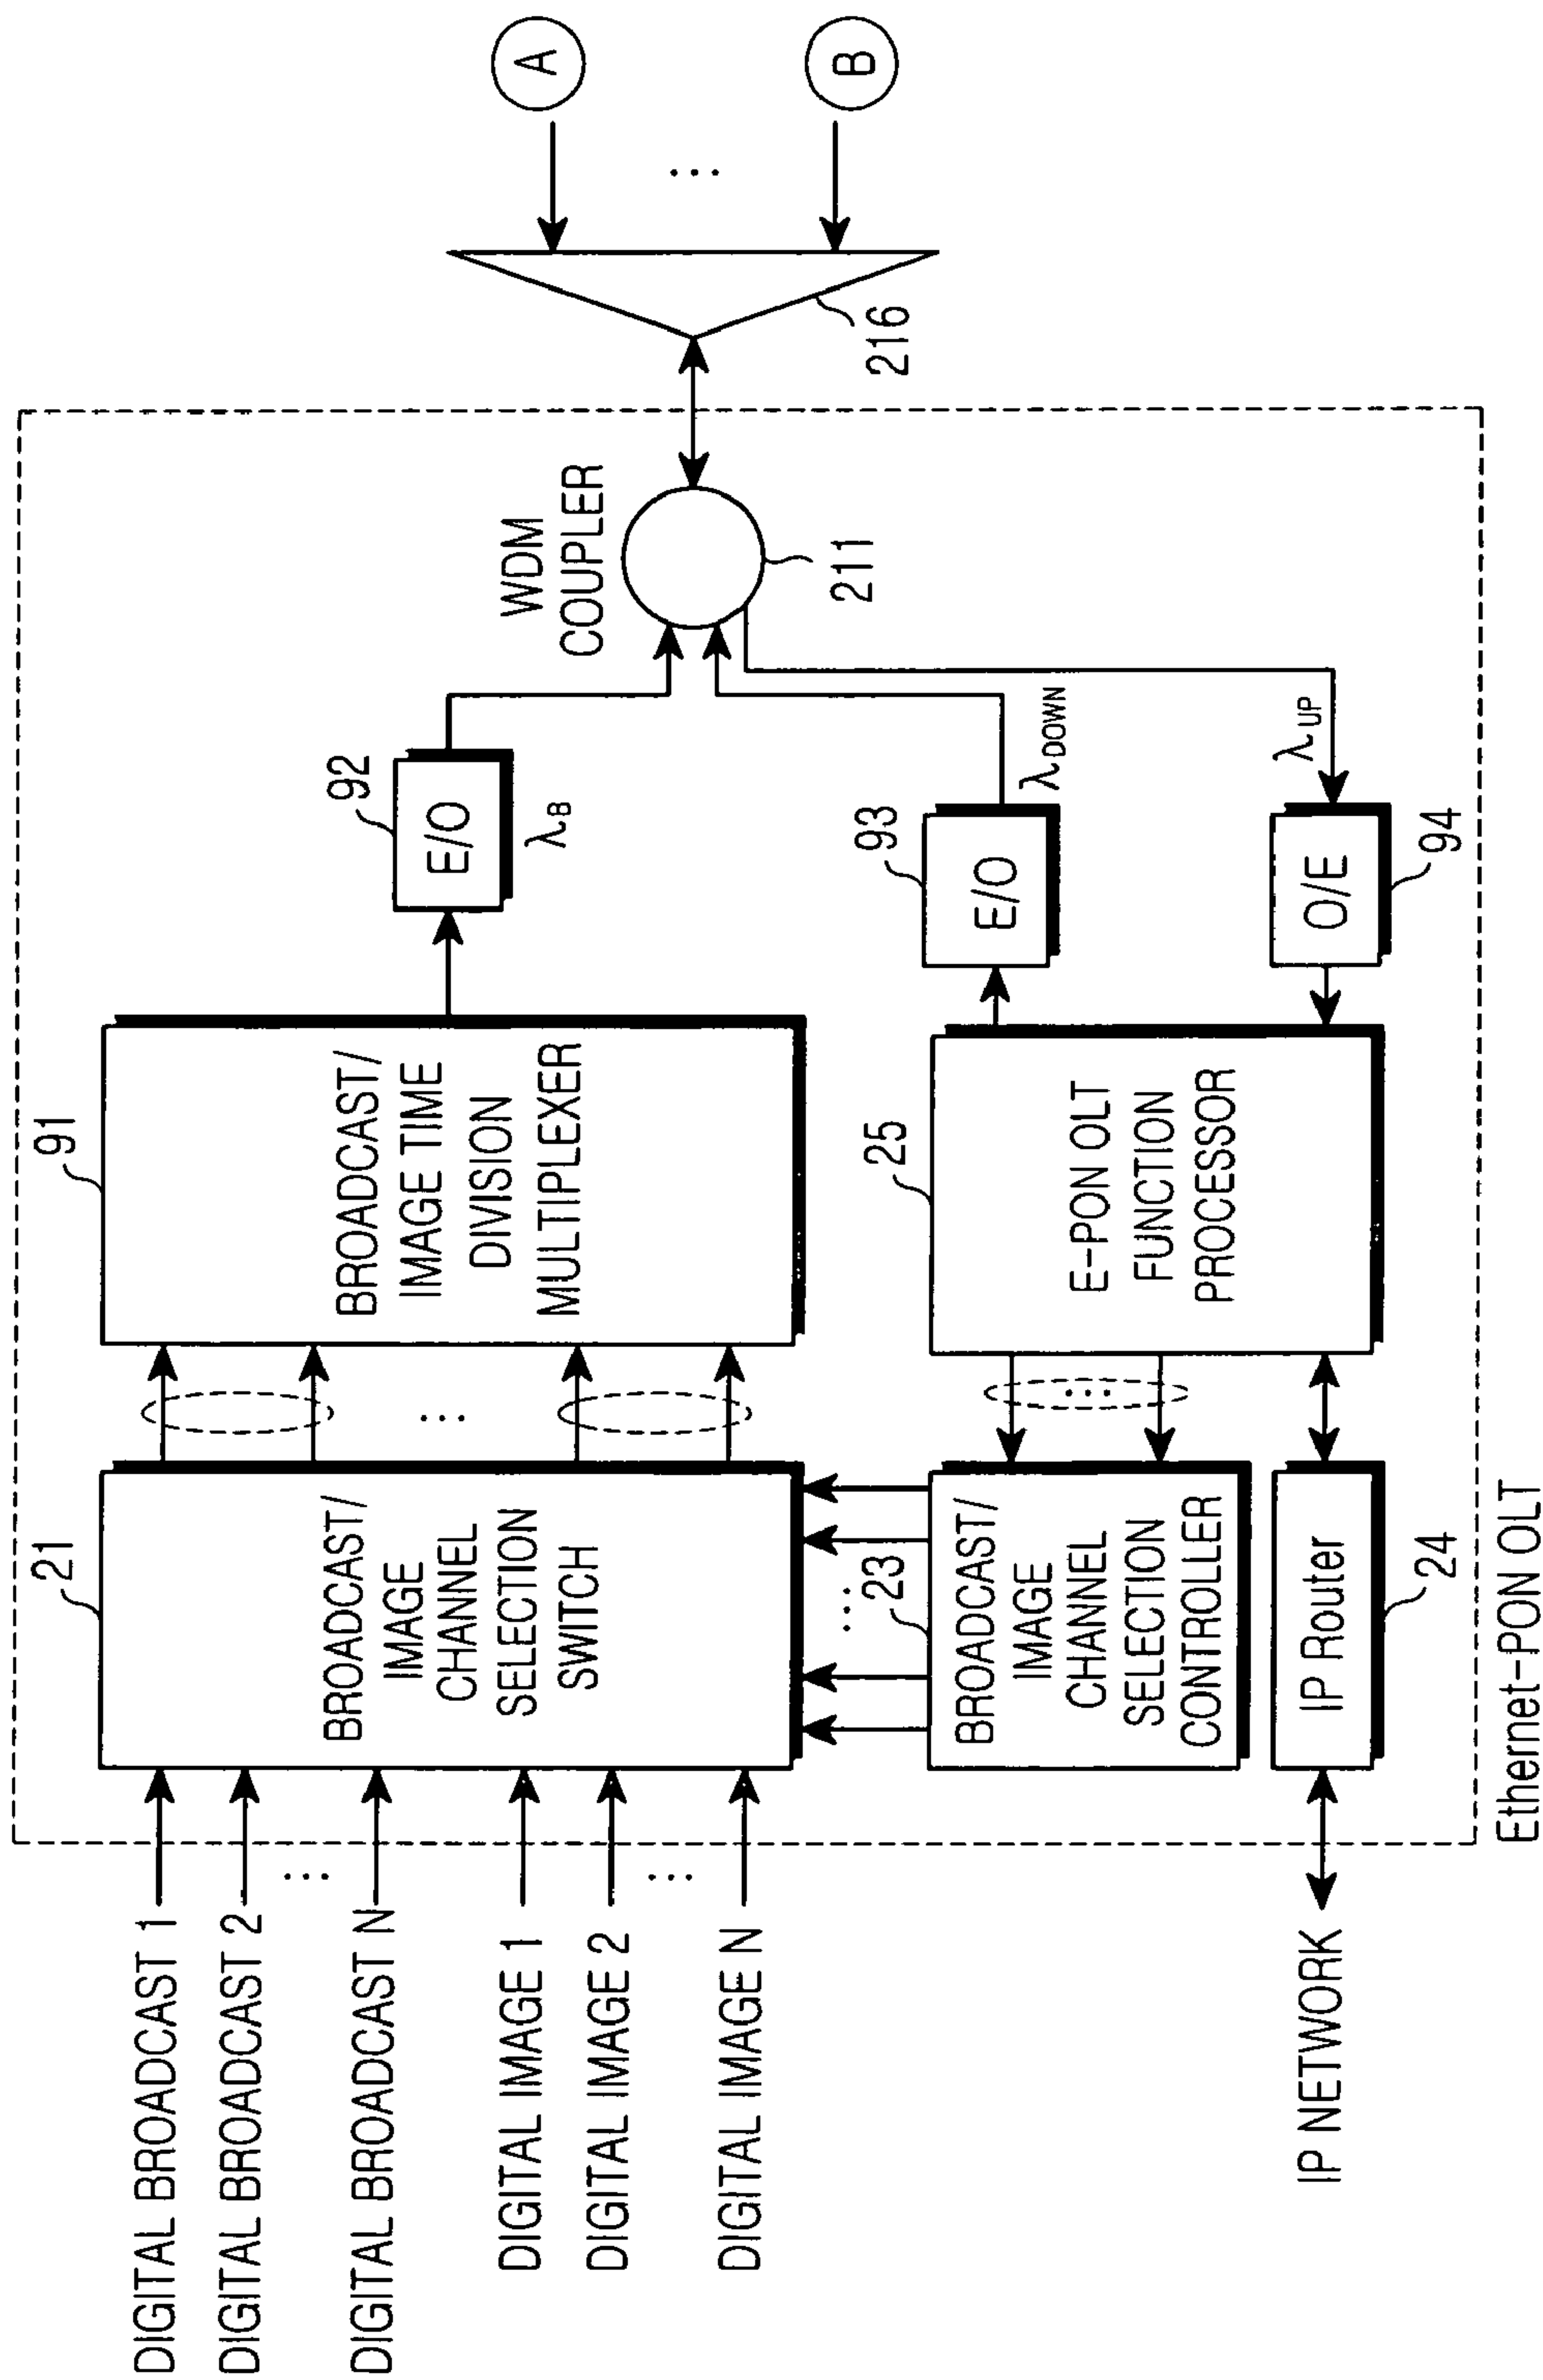 DIGITAL BROADCAST 1
DIGITAL BROADCAST 2
...
DIGITAL BROADCAST N
DIGITAL IMAGE 1
DIGITAL IMAGE 2
...
DIGITAL IMAGE N
IP NETWORK
21
BROADCAST/
IMAGE
CHANNEL
SELECTION
SWITCH
...
91
BROADCAST/
IMAGE TIME
DIVISION
MULTIPLEXER
92
E/O
λB
WDM
COUPLER
211
216
A
...
B
....
23
BROADCAST/
IMAGE
CHANNEL
SELECTION
CONTROLLER
...
25
E-PON OLT
FUNCTION
PROCESSOR
93
E/O
λDOWN
λUP
O/E
94
IP Router
24
Ethernet-PON OLT